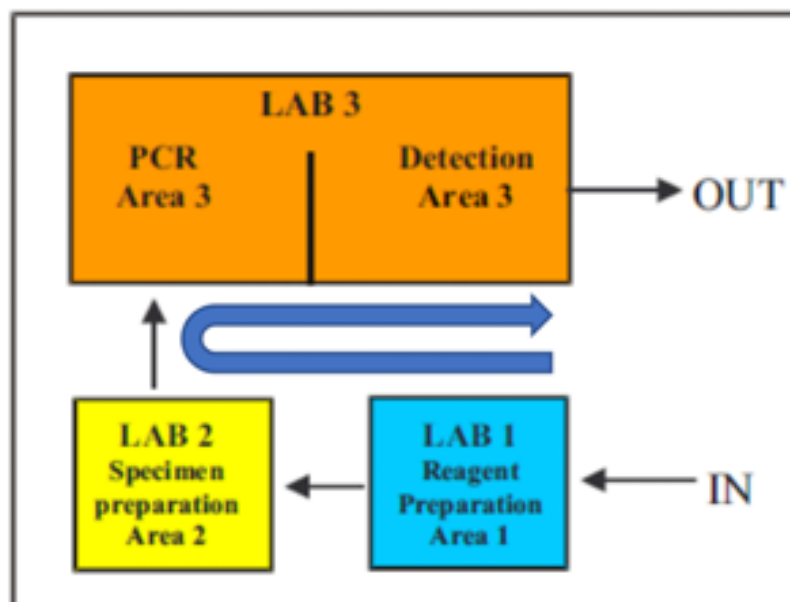 LAB 3
PCR
Area 3
Detection
Area 3
OUT
LAB 2
Specimen
preparation
Area 2
LAB 1
Reagent
Preparation
Area 1
IN